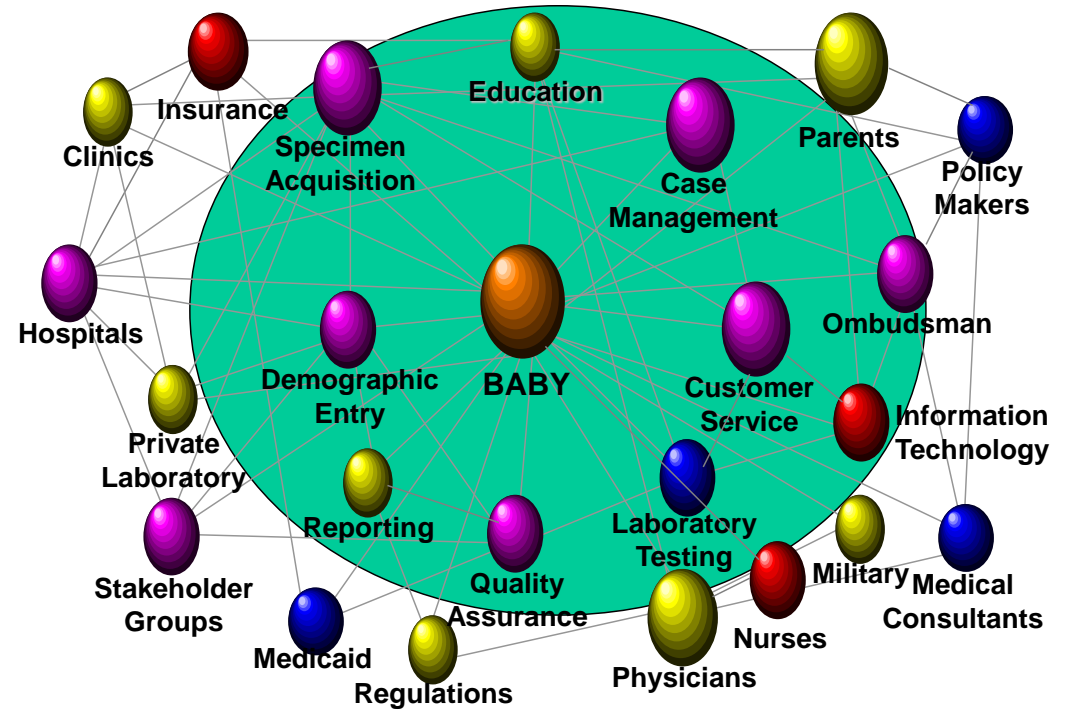 Education
Insurance
Parents
Clinics
Specimen
Acquisition
Case
Management
Policy
Makers
Hospitals
Ombudsman
Demographic
Entry
BABY
Customer
Service
Information
Technology
Private
Laboratory
Reporting
Laboratory
Testing
Stakeholder
Groups
Quality
Assurance
Military
Medical
Consultants
Nurses
Medicaid
Regulations
Physicians